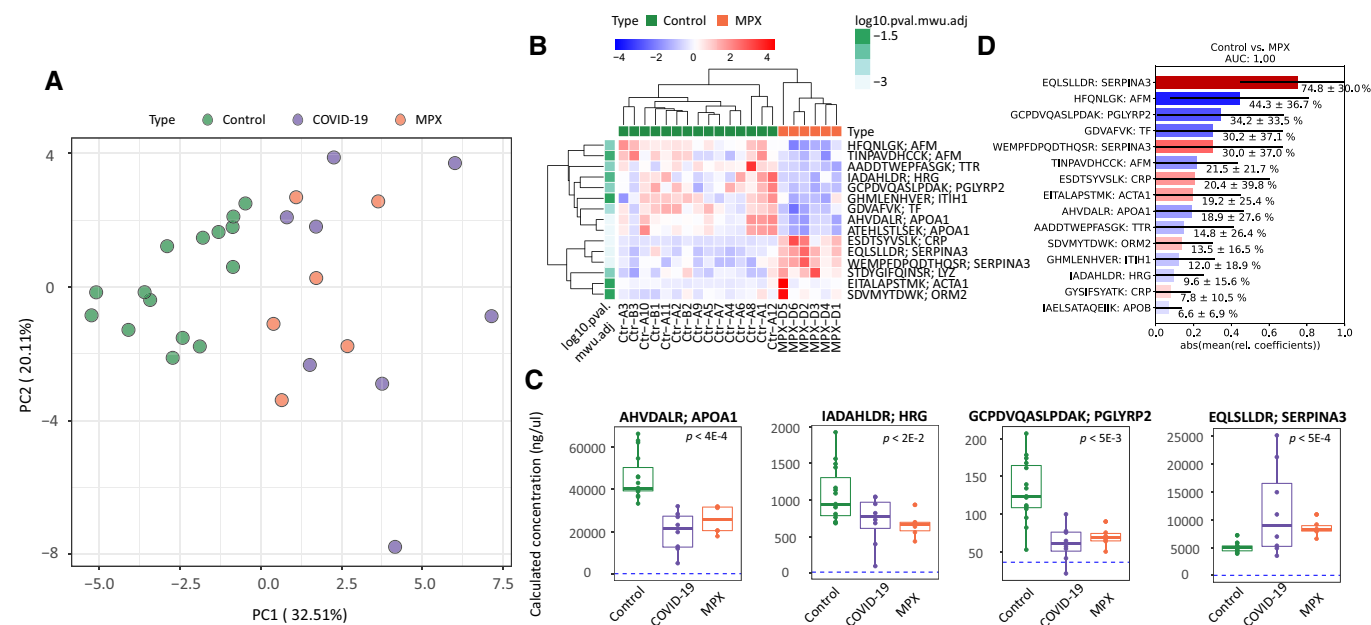 A
Type Control COVID-19 MPX
4
0
−4
−8
−5.0 −2.5 0.0 2.5 5.0 7.5
PC2 ( 20.11%)
PC1 ( 32.51%)
B
Type Control MPX
−4 −2 0 2 4
log10.pval.mwu.adj
−1.5
−3
Type
HFQNLGK; AFM
TINPAVDHCCK; AFM
AADDTWEPFASGK; TTR
IADAHLDR; HRG
GCPDVQASLPDAK; PGLYRP2
GHMLENHVER; ITIH1
GDVAFVK; TF
AHVDALR; APOA1
ATEHLSTLSEK; APOA1
ESDTSYVSLK; CRP
EQLSLLDR; SERPINA3
WEMPFDPQDTHQSR; SERPINA3
STDYGIFQINSR; LYZ
EITALAPSTMK; ACTA1
SDVMYTDWK; ORM2
log10.pval.
mwu.adj
Ctr−A3
Ctr−B3
Ctr−A10
Ctr−B1
Ctr−A11
Ctr−A2
Ctr−B2
Ctr−A9
Ctr−A5
Ctr−A7
Ctr−A4
Ctr−A6
Ctr−A8
Ctr−A1
Ctr−A12
MPX−D5
MPX−D6
MPX−D2
MPX−D3
MPX−D4
MPX−D1
D
Control vs. MPX
AUC: 1.00
EQLSLLDR: SERPINA3
74.8 ± 30.0%
HFQNLGK: AFM
44.3 ± 36.7 %
GCPDVQASLPDAK: PGLYRP2
34.2 ± 33.5 %
GDVAFVK: TF
30.2 ± 37.1 %
WEMPFDPQDTHQSR: SERPINA3
30.0 ± 37.0 %
TINPAVDHCCK: AFM
21.5 ± 21.7 %
ESDTSYVSLK: CRP
20.4 ± 39.8 %
EITALAPSTMK: ACTA1
19.2 ± 25.4 %
AHVDALR: APOA1
18.9 ± 27.6 %
AADDTWEPFASGK: TTR
14.8 ± 26.4 %
SDVMYTDWK: ORM2
13.5 ± 16.5 %
GHMLENHVER: ITIH1
12.0 ± 18.9 %
IADAHLDR: HRG
9.6 ± 15.6 %
GYSIFSYATK: CRP
7.8 ± 10.5 %
IAELSATAQEIIK: APOB
6.6 ± 6.9 %
0.0 0.2 0.4 0.6 0.8 1.0
abs(mean(rel. coefficients))
C
Calculated concentration (ng/ul)
AHVDALR; APOA1
p < 4E-4
60000
40000
20000
0
Control COVID-19 MPX
IADAHLDR; HRG
p < 2E-2
2000
1500
1000
500
0
Control COVID-19 MPX
GCPDVQASLPDAK; PGLYRP2
p < 5E-3
200
150
100
50
Control COVID-19 MPX
EQLSLLDR; SERPINA3
p < 5E-4
25000
20000
15000
10000
5000
0
Control COVID-19 MPX